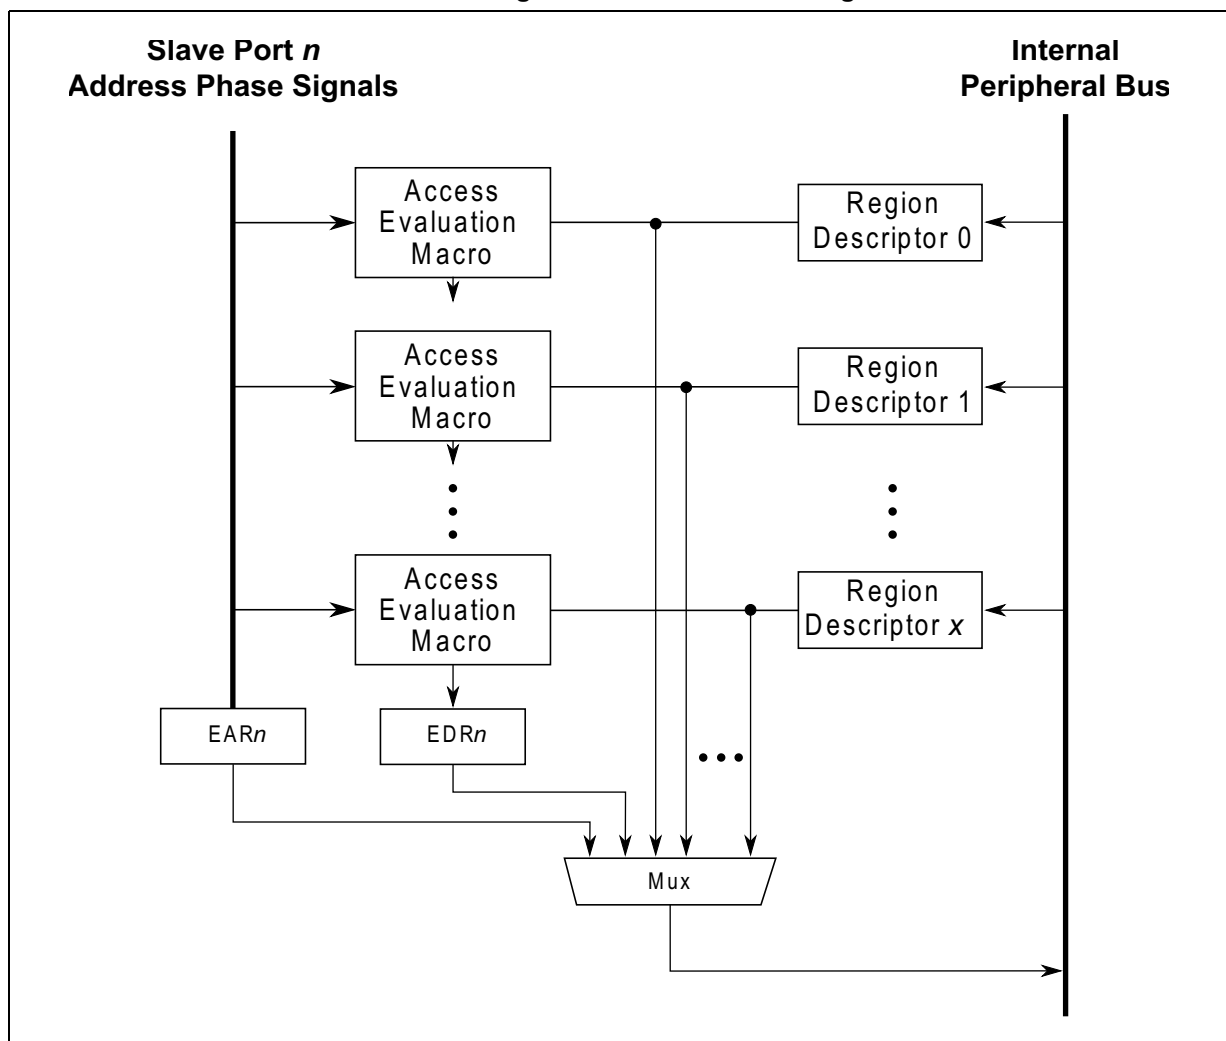 Slave Port n
Address Phase Signals
Internal
Peripheral Bus
Access
Evaluation
Macro
Region
Descriptor 0
Access
Evaluation
Macro
Region
Descriptor 1
Access
Evaluation
Macro
Region
Descriptor x
EARn
EDRn
Mux